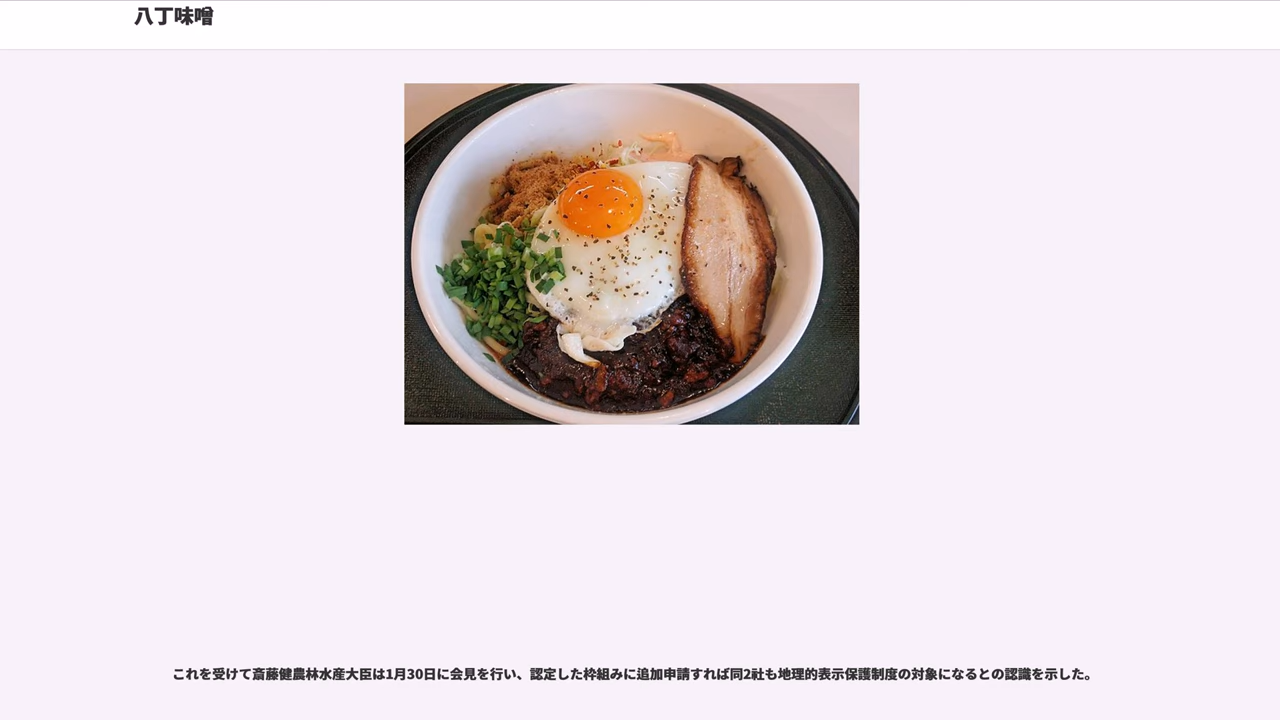 八丁味噌
これを受けて斎藤健農林水産大臣は1月30日に会見を行い、認定した枠組みに追加申請すれば同2社も地理的表示保護制度の対象になるとの認識を示した。